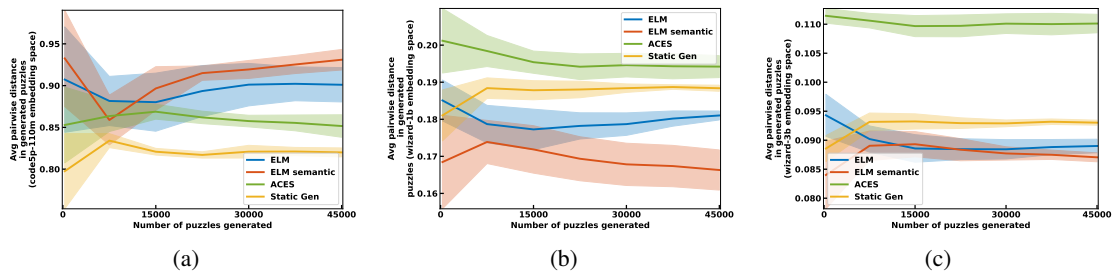 Avg pairwise distance
in generated puzzles
(code5p-110m embedding space)
0.95
0.90
0.85
0.80
ELM
ELM semantic
ACES
Static Gen
0
15000
30000
45000
Number of puzzles generated
(a)
Avg pairwise distance
in generated
puzzles (wizard-1b embedding space)
0.20
0.19
0.18
0.17
0.16
ELM
ELM semantic
ACES
Static Gen
0
15000
30000
45000
Number of puzzles generated
(b)
Avg pairwise distance
in generated puzzles
(wizard-3b embedding space)
0.110
0.105
0.100
0.095
0.090
0.085
0.080
ELM
ELM semantic
ACES
Static Gen
0
15000
30000
45000
Number of puzzles generated
(c)